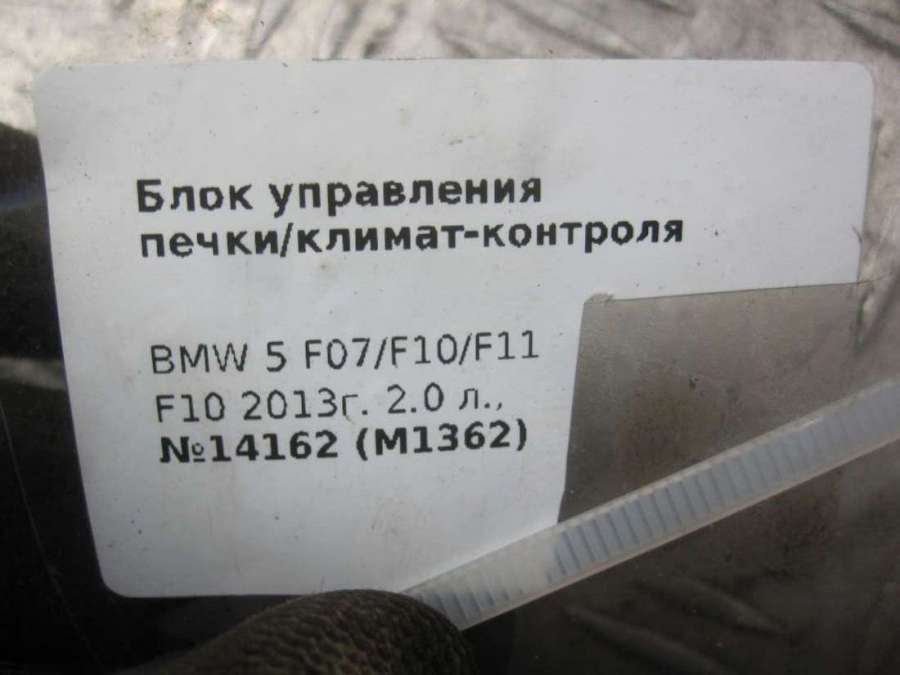 Блок управления
печки/климат-контроля
BMW 5 F07/F10/F11
F10 2013г. 2.0 л.,
№14162 (M1362)